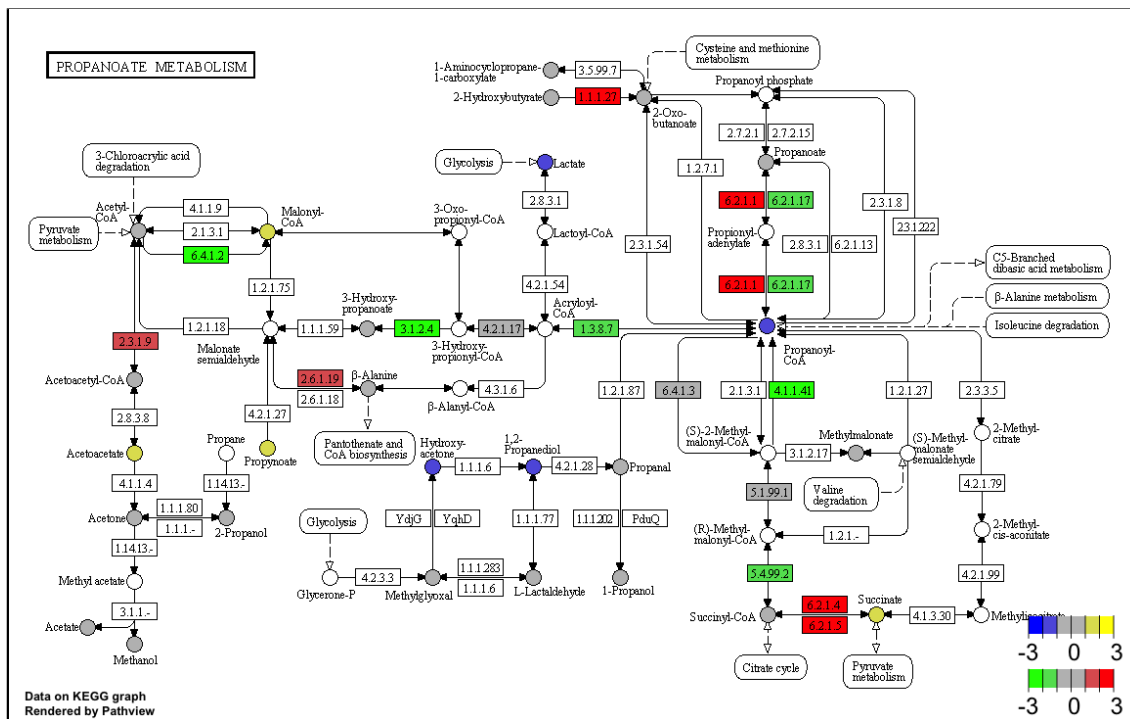 PROPANOATE METABOLISM
Cysteine and methionine
metabolism
1-Aminocyclopropane-
1-carboxylate
3.5.99.7
Propanoyl phosphate
2-Hydroxybutyrate
1.1.1.27
2-Oxo-
butanoate
2.7.2.1
2.7.2.15
3-Chloroacrylic acid
degradation
Glycolysis
Lactate
Propanoate
1.2.7.1
4.1.1.9
Acetyl-
CoA
Malonyl-
CoA
2.8.3.1
6.2.1.1
6.2.1.17
2.3.1.8
2.3.1.222
Pyruvate
metabolism
2.1.3.1
3-Oxo-
propionyl-CoA
Lactoyl-CoA
Propionyl-
adenylate
2.3.1.54
2.8.3.1
6.2.1.13
6.4.1.2
C5-Branched
dibasic acid metabolism
1.2.1.75
4.2.1.54
6.2.1.1
6.2.1.17
β-Alanine metabolism
3-Hydroxy-
propanoate
Acryloyl-
CoA
1.2.1.18
1.1.1.59
3.1.2.4
4.2.1.17
1.3.8.7
Isoleucine degradation
2.3.1.9
Malonate
semialdehyde
3-Hydroxy-
propionyl-CoA
Propanoyl-
CoA
Acetoacetyl-CoA
2.6.1.19
2.6.1.18
β-Alanine
β-Alanyl-CoA
4.3.1.6
1.2.1.87
6.4.1.3
2.1.3.1
4.1.1.41
1.2.1.27
2.3.3.5
2.8.3.8
4.2.1.27
Propane
Pantothenate and
CoA biosynthesis
Hydroxy-
acetone
1,2-
Propanediol
(S)-2-Methyl-
malonyl-CoA
Methylmalonate
(S)-Methyl-
malonate
semialdehyde
2-Methyl-
citrate
Acetoacetate
Propynoate
1.1.1.6
4.2.1.28
Propanal
3.1.2.17
4.1.1.4
1.14.13.-
5.1.99.1
Valine
degradation
4.2.1.79
Acetone
1.1.1.80
1.1.1.-
2-Propanol
Glycolysis
YdjG
YqhD
1.1.1.77
1.1.1.202
PduQ
(R)-Methyl-
malonyl-CoA
1.2.1.-
2-Methyl-
cis-aconitate
1.14.13.-
Methyl acetate
4.2.3.3
1.1.1.283
1.1.1.6
5.4.99.2
4.2.1.99
Glycerone-P
Methylglyoxal
L-Lactaldehyde
1-Propanol
3.1.1.-
Succinyl-CoA
6.2.1.4
6.2.1.5
Succinate
4.1.3.30
Acetate
Methanol
Citrate cycle
Pyruvate
metabolism
-3 0 3
-3 0 3
Data on KEGG graph
Rendered by Pathview